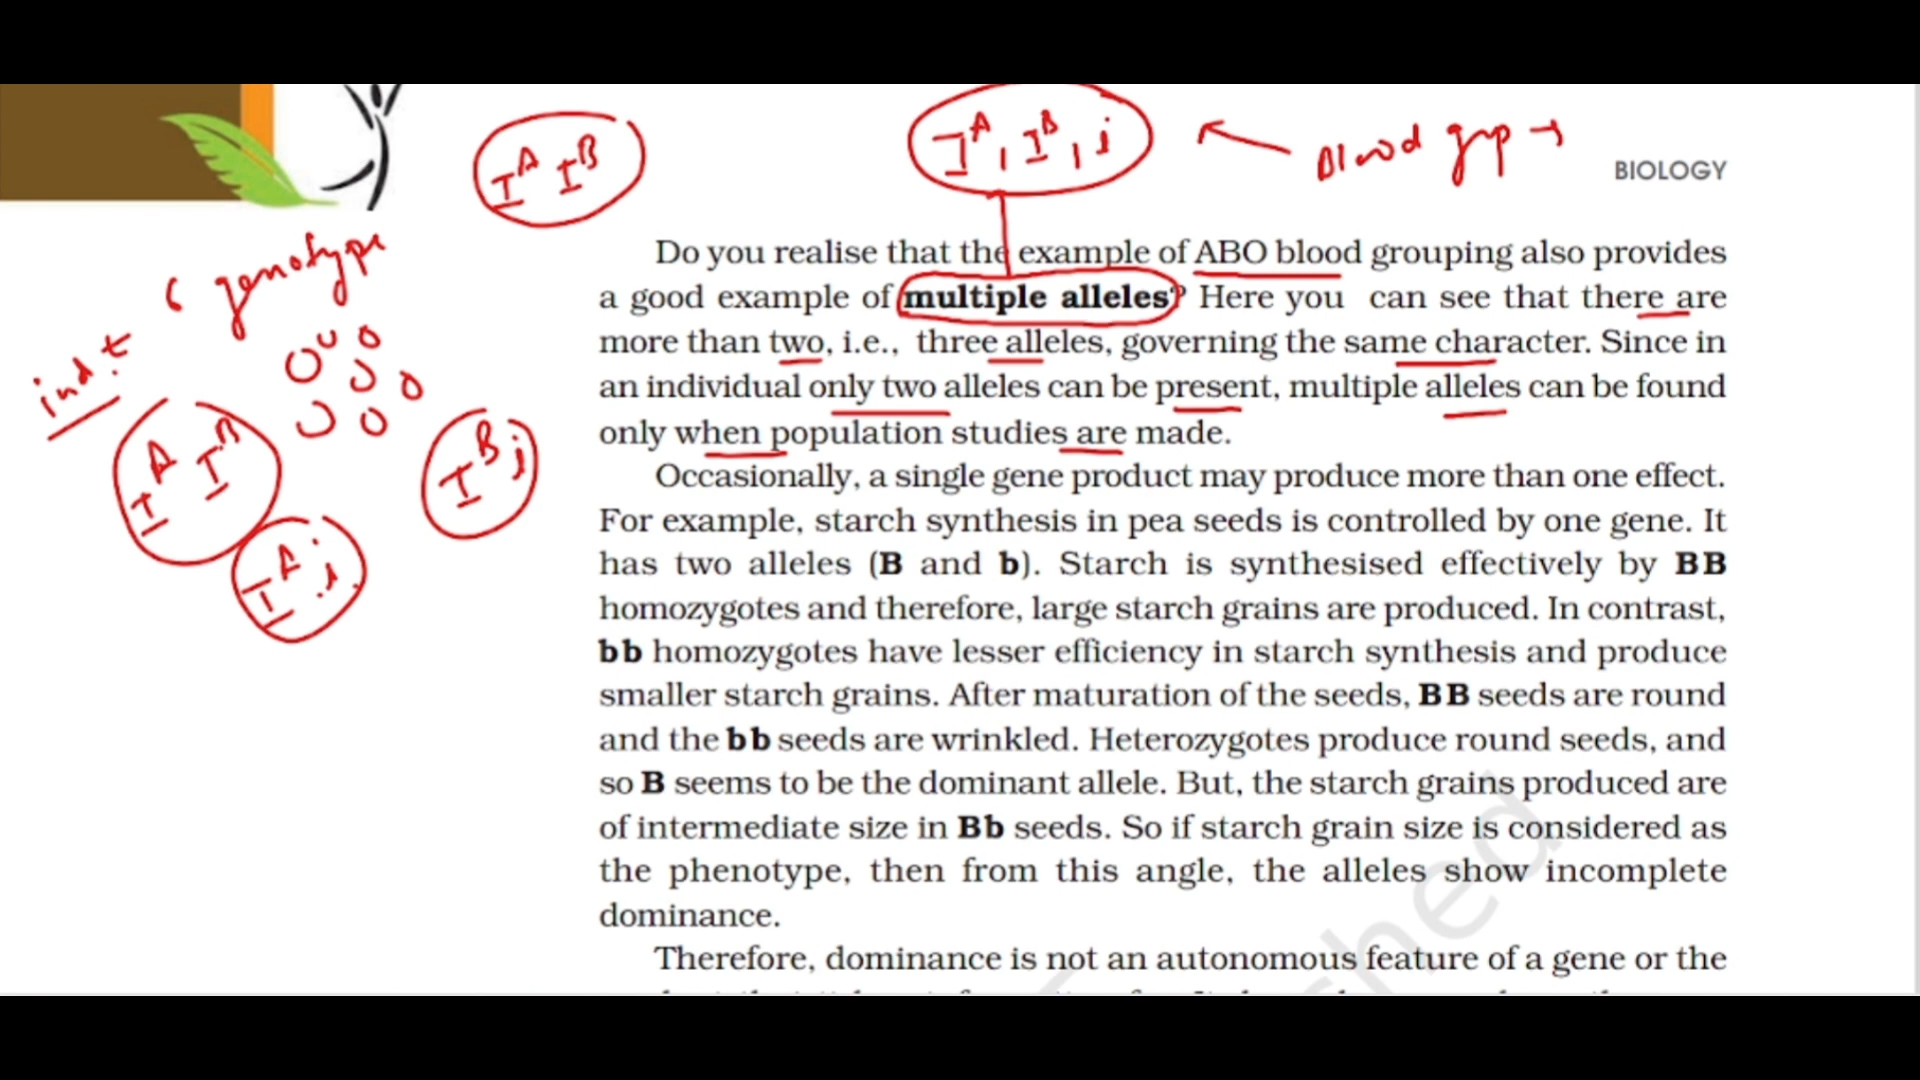 I^A I^B
I^A, I^B, i
Blood grp →
BIOLOGY
6 genotype
ind.
I^A I^B
I^A i
I^B i
Do you realise that the example of ABO blood grouping also provides
a good example of multiple alleles? Here you can see that there are
more than two, i.e., three alleles, governing the same character. Since in
an individual only two alleles can be present, multiple alleles can be found
only when population studies are made.
Occasionally, a single gene product may produce more than one effect.
For example, starch synthesis in pea seeds is controlled by one gene. It
has two alleles (B and b). Starch is synthesised effectively by BB
homozygotes and therefore, large starch grains are produced. In contrast,
bb homozygotes have lesser efficiency in starch synthesis and produce
smaller starch grains. After maturation of the seeds, BB seeds are round
and the bb seeds are wrinkled. Heterozygotes produce round seeds, and
so B seems to be the dominant allele. But, the starch grains produced are
of intermediate size in Bb seeds. So if starch grain size is considered as
the phenotype, then from this angle, the alleles show incomplete
dominance.
Therefore, dominance is not an autonomous feature of a gene or the